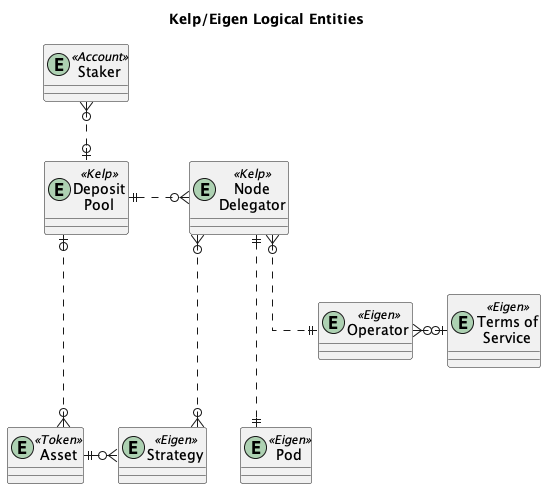 Kelp/Eigen Logical Entities
E «Account»
Staker
E «Kelp»
Deposit
Pool
E «Kelp»
Node
Delegator
E «Eigen»
Operator
E «Eigen»
Terms of
Service
E «Token»
Asset
E «Eigen»
Strategy
E «Eigen»
Pod